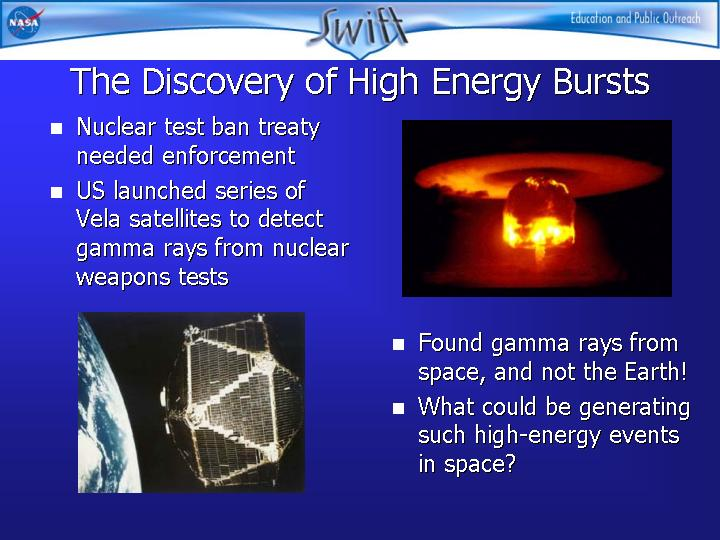 NASA
Swift
Education and Public Outreach
The Discovery of High Energy Bursts
Nuclear test ban treaty
needed enforcement
US launched series of
Vela satellites to detect
gamma rays from nuclear
weapons tests
Found gamma rays from
space, and not the Earth!
What could be generating
such high-energy events
in space?